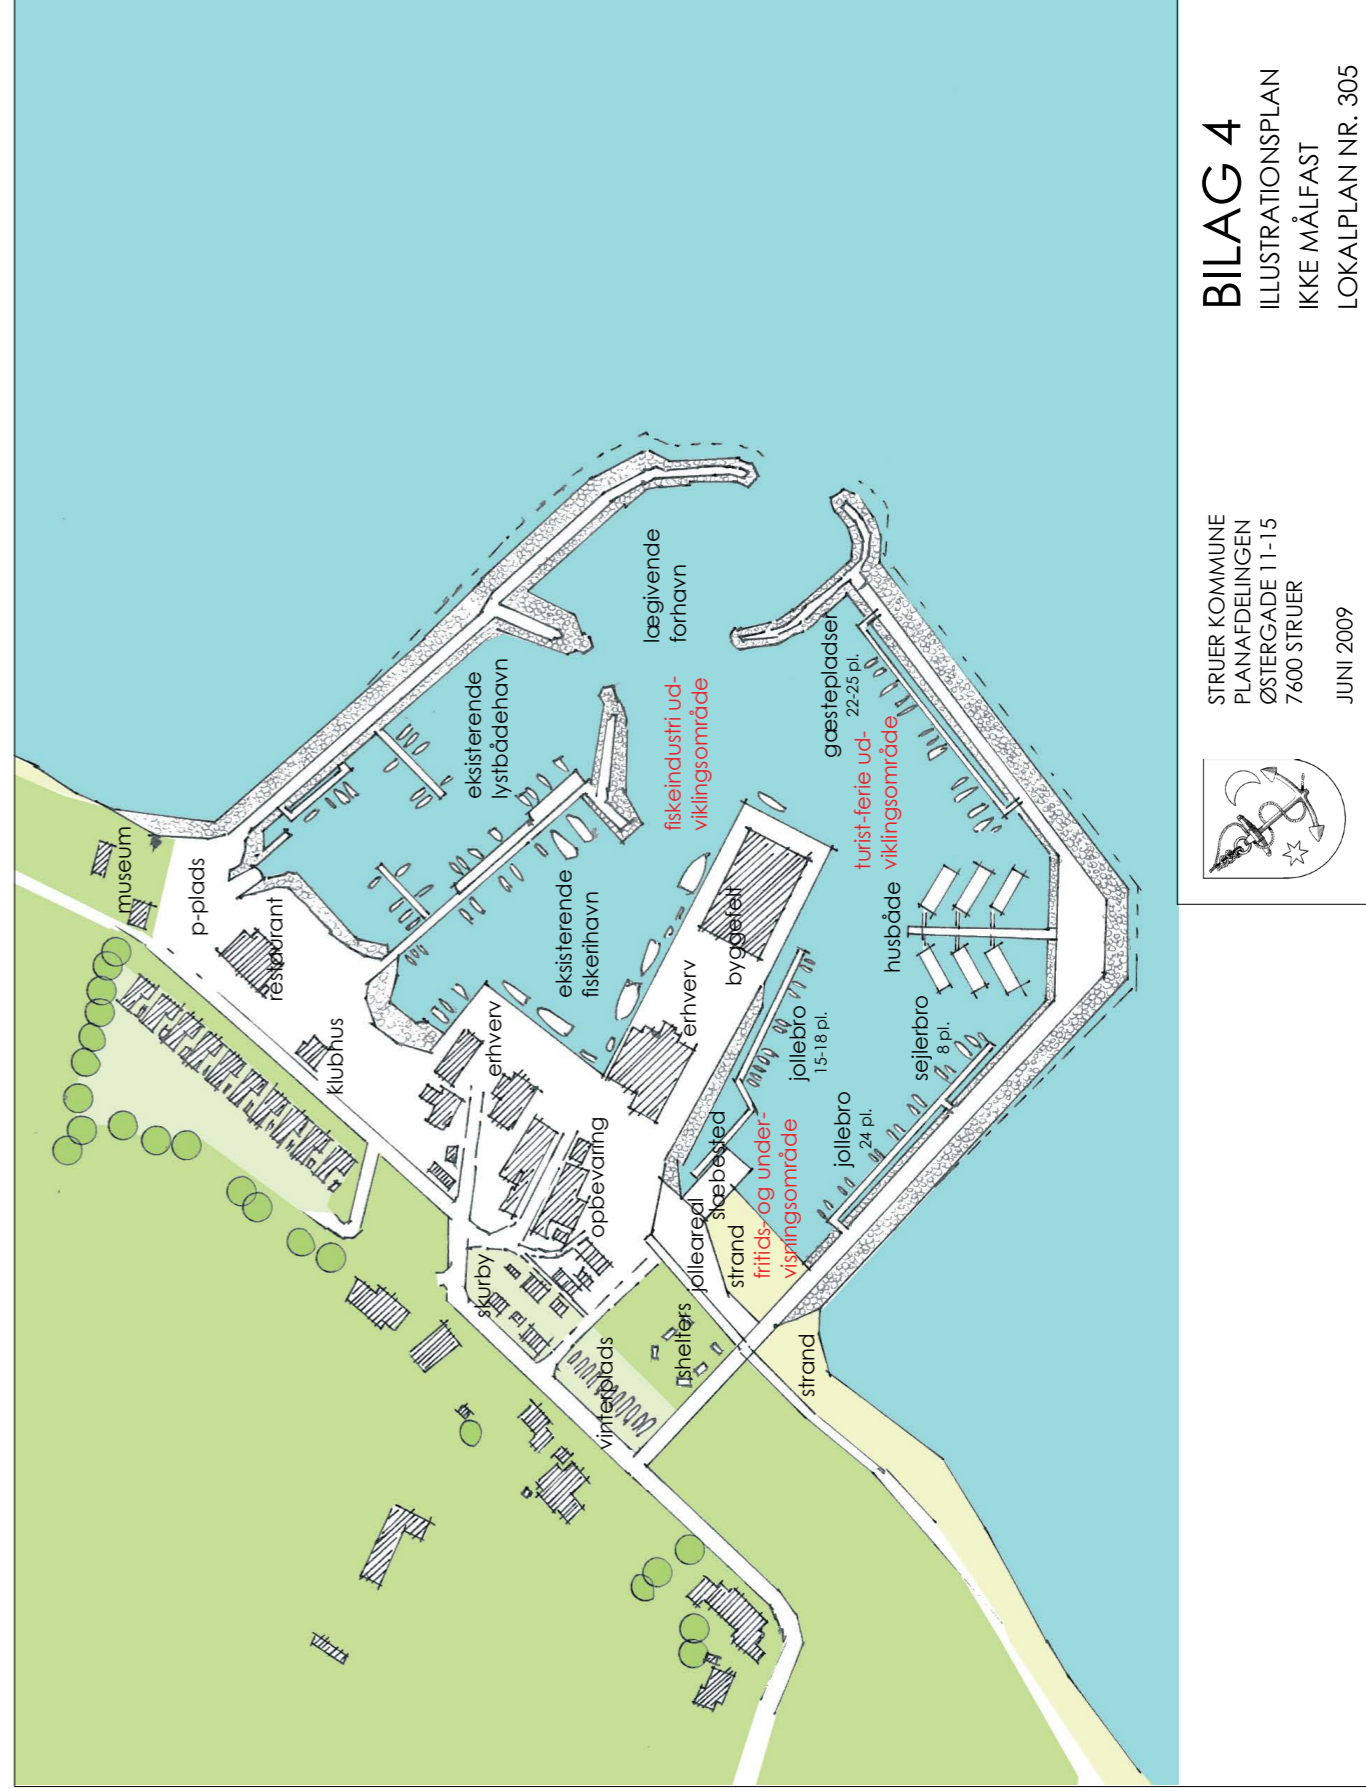 museum
p-plads
restaurant
klubhus
erhverv
opbevaring
skurby
vinterplads
shelters
strand
jolleareal
strand
slæbested
fritids- og under-
visningsområde
jollebro
24 pl.
sejlerbro
8 pl.
jollebro
15-18 pl.
husbåde
turist-ferie ud-
viklingsområde
gæstepladser
22-25 pl.
erhverv
byggefelt
fiskeindustri ud-
viklingsområde
eksisterende
fiskerihavn
eksisterende
lystbådehavn
lægivende
forhavn
STRUER KOMMUNE
PLANAFDELINGEN
ØSTERGADE 11-15
7600 STRUER
JUNI 2009
BILAG 4
ILLUSTRATIONSPLAN
IKKE MÅLFAST
LOKALPLAN NR. 305